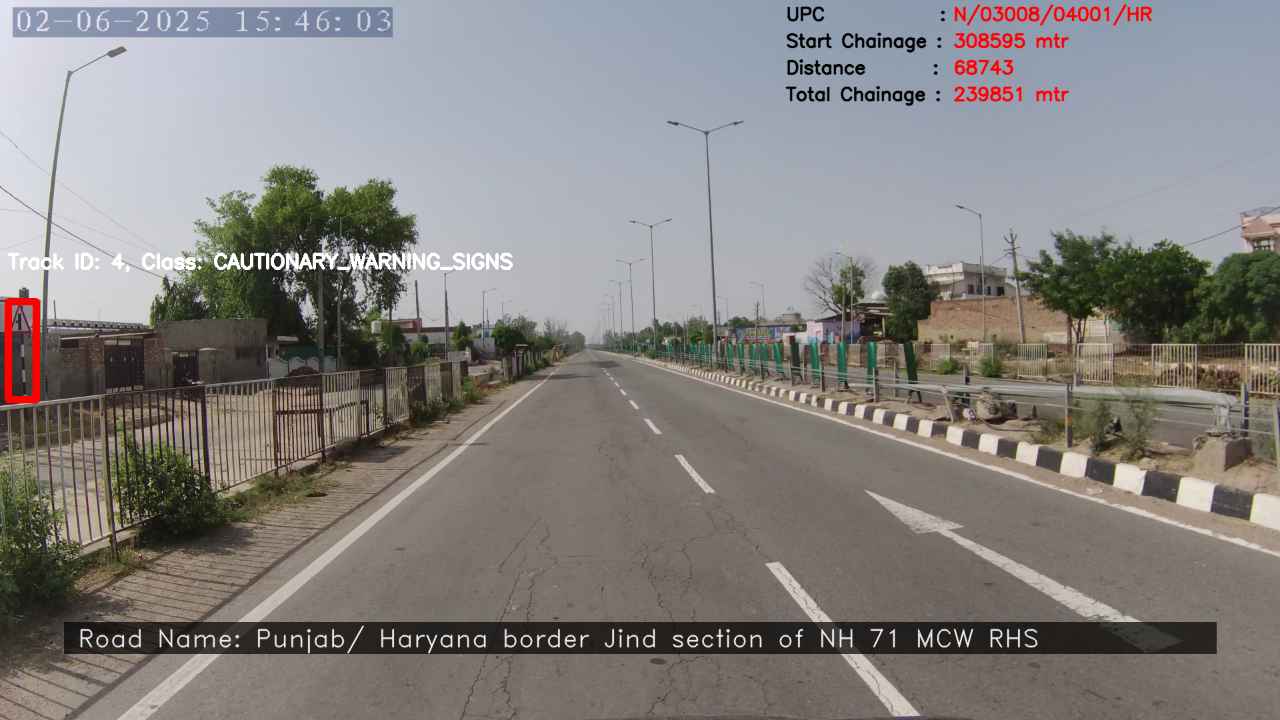 02-06-2025 15:46:03
UPC : N/03008/04001/HR
Start Chainage : 308595 mtr
Distance : 68743
Total Chainage : 239851 mtr
Track ID: 4, Class: CAUTIONARY_WARNING_SIGNS
Road Name: Punjab/ Haryana border Jind section of NH 71 MCW RHS